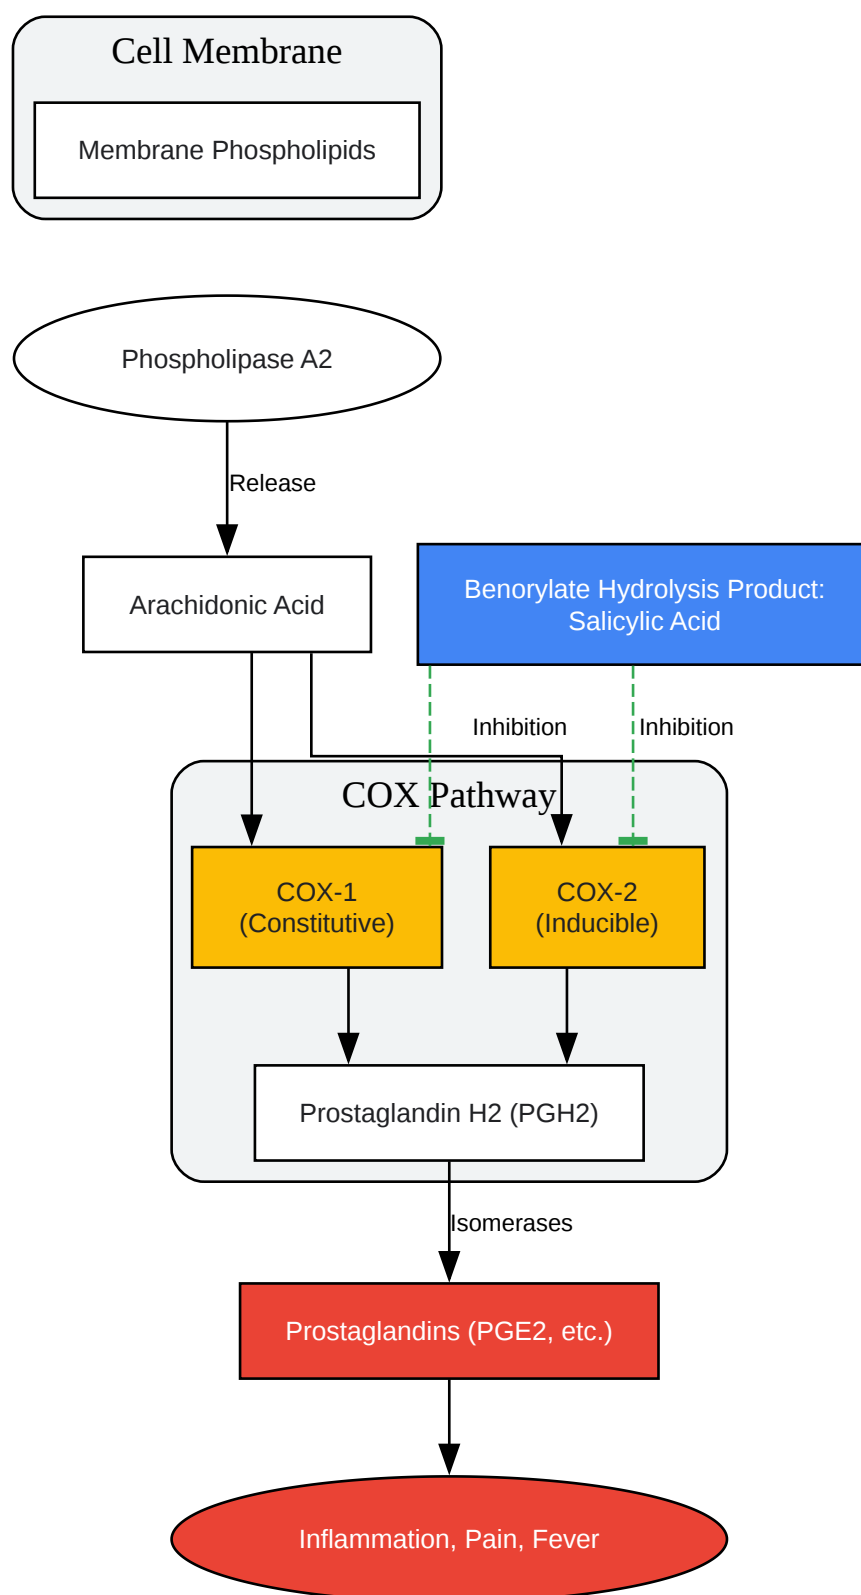 Cell Membrane
Membrane Phospholipids
Phospholipase A2
Release
Arachidonic Acid
Benorylate Hydrolysis Product:
Salicylic Acid
Inhibition
Inhibition
COX Pathway
COX-1
(Constitutive)
COX-2
(Inducible)
Prostaglandin H2 (PGH2)
Isomerases
Prostaglandins (PGE2, etc.)
Inflammation, Pain, Fever